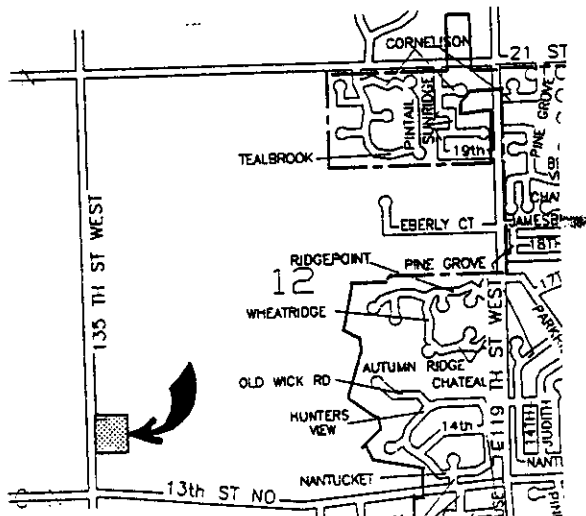 CORNELISON
21 ST
PINE GROVE
PINTAIL
SUNRIDGE
19th
TEALBROOK
135 TH ST WEST
EBERLY CT
18TH
RIDGEPOINT
PINE GROVE
12
WHEATRIDGE
AUTUMN RIDGE
CHATEAU
119 TH ST WEST
OLD WICK RD
HUNTERS
VIEW
14th
14TH
JUDITH
NANTUCKET
13th ST NO